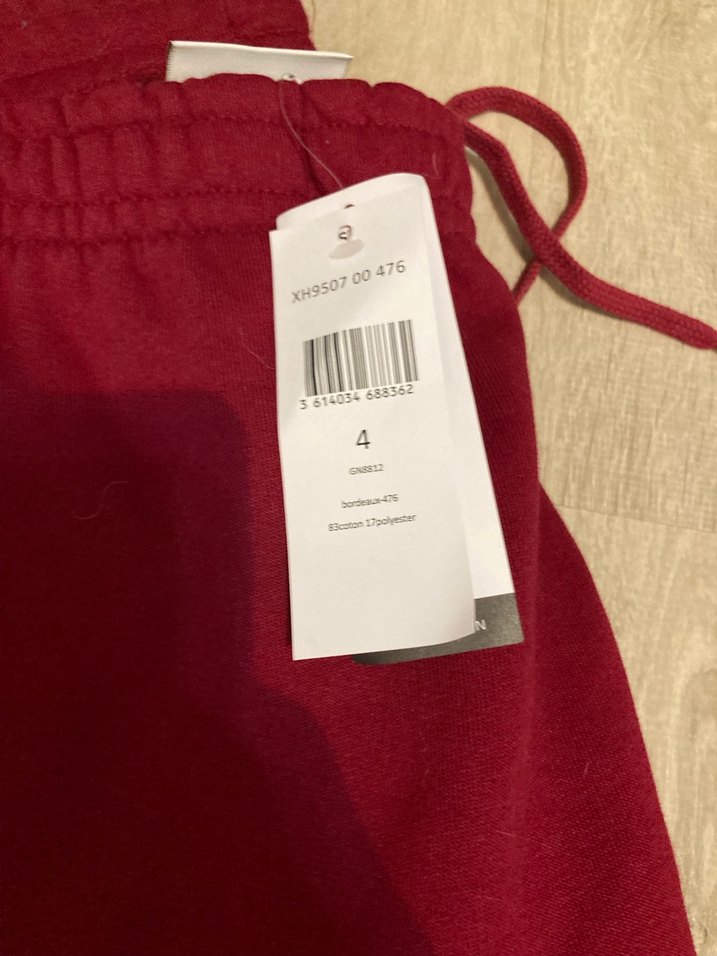 XH9507 00 476
3 614034 688362
4
GN8812
bordeaux-476
83coton 17polyester
N